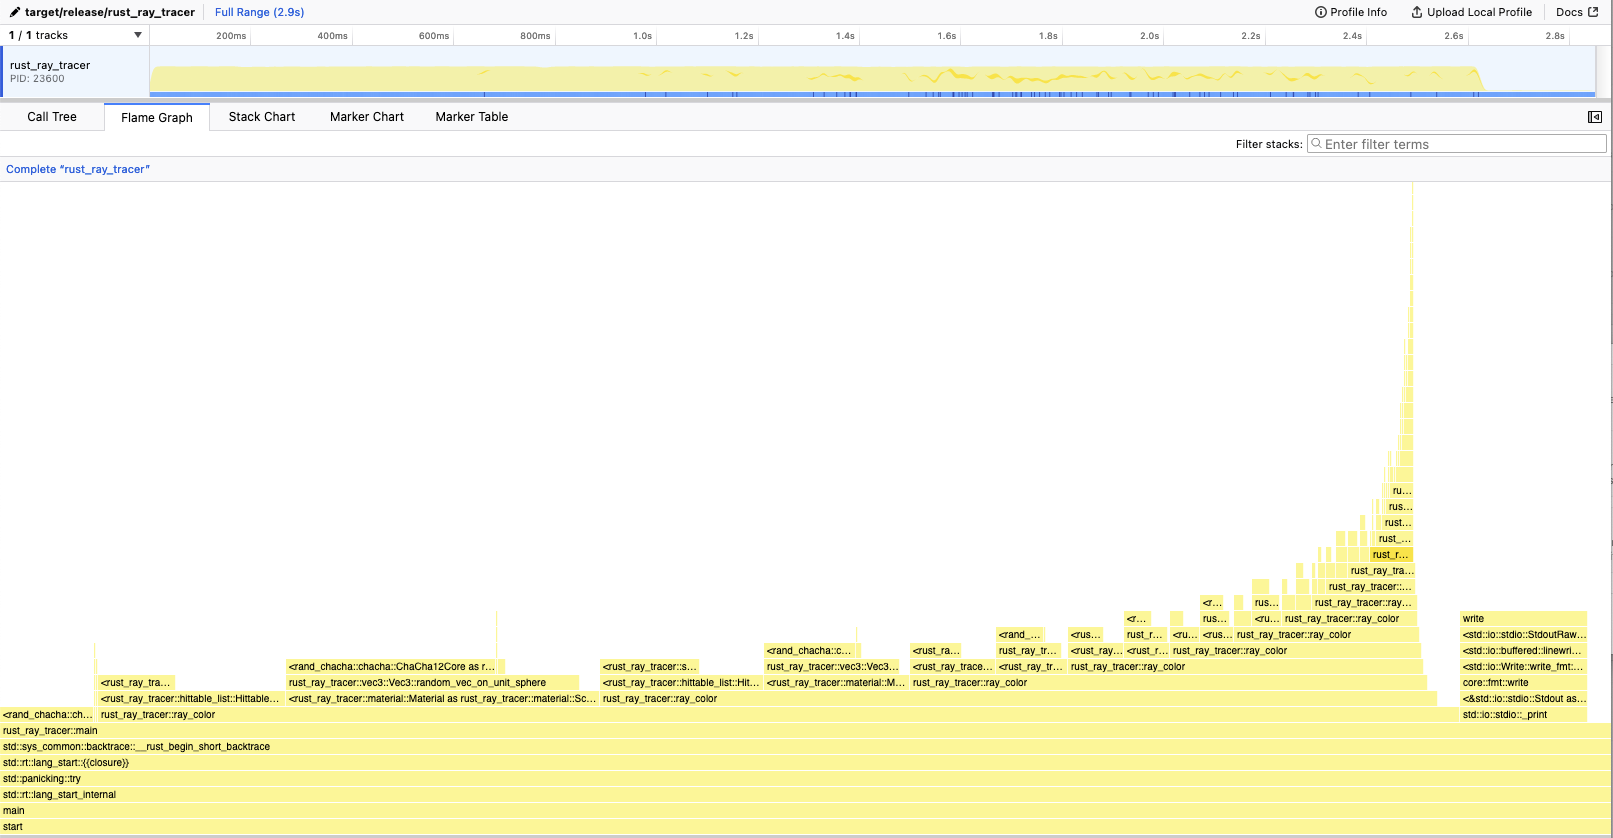 target/release/rust_ray_tracer Full Range (2.9s) Profile Info Upload Local Profile Docs
1 / 1 tracks 200ms 400ms 600ms 800ms 1.0s 1.2s 1.4s 1.6s 1.8s 2.0s 2.2s 2.4s 2.6s 2.8s
rust_ray_tracer
PID: 23600
Call Tree Flame Graph Stack Chart Marker Chart Marker Table
Filter stacks: Enter filter terms
Complete “rust_ray_tracer”
ru…
rus…
rust…
rust_…
rust_r…
rust_ray_tra…
rust_ray_tracer::…
<r… rus… rust_ray_tracer::ray…
<r… rus… <ru… rust_ray_tracer::ray_color write
<rand_… <rus… rust_r… <ru… <rus… rust_ray_tracer::ray_color <std::io::stdio::StdoutRaw…
<rand_chacha::c… <rust_ra… rust_ray_tr… <rust_ray… <rust_r… rust_ray_tracer::ray_color <std::io::buffered::linewri…
<rand_chacha::chacha::ChaCha12Core as r… <rust_ray_tracer::s… rust_ray_tracer::vec3::Vec3… <rust_ray_trace… <rust_ray_tr… rust_ray_tracer::ray_color <std::io::Write::write_fmt:…
<rust_ray_tra… rust_ray_tracer::vec3::Vec3::random_vec_on_unit_sphere <rust_ray_tracer::hittable_list::Hit… <rust_ray_tracer::material::M… rust_ray_tracer::ray_color core::fmt::write
<rust_ray_tracer::hittable_list::Hittable… <rust_ray_tracer::material::Material as rust_ray_tracer::material::Sc… rust_ray_tracer::ray_color <&std::io::stdio::Stdout as…
<rand_chacha::ch… rust_ray_tracer::ray_color std::io::stdio::_print
rust_ray_tracer::main
std::sys_common::backtrace::__rust_begin_short_backtrace
std::rt::lang_start::{{closure}}
std::panicking::try
std::rt::lang_start_internal
main
start